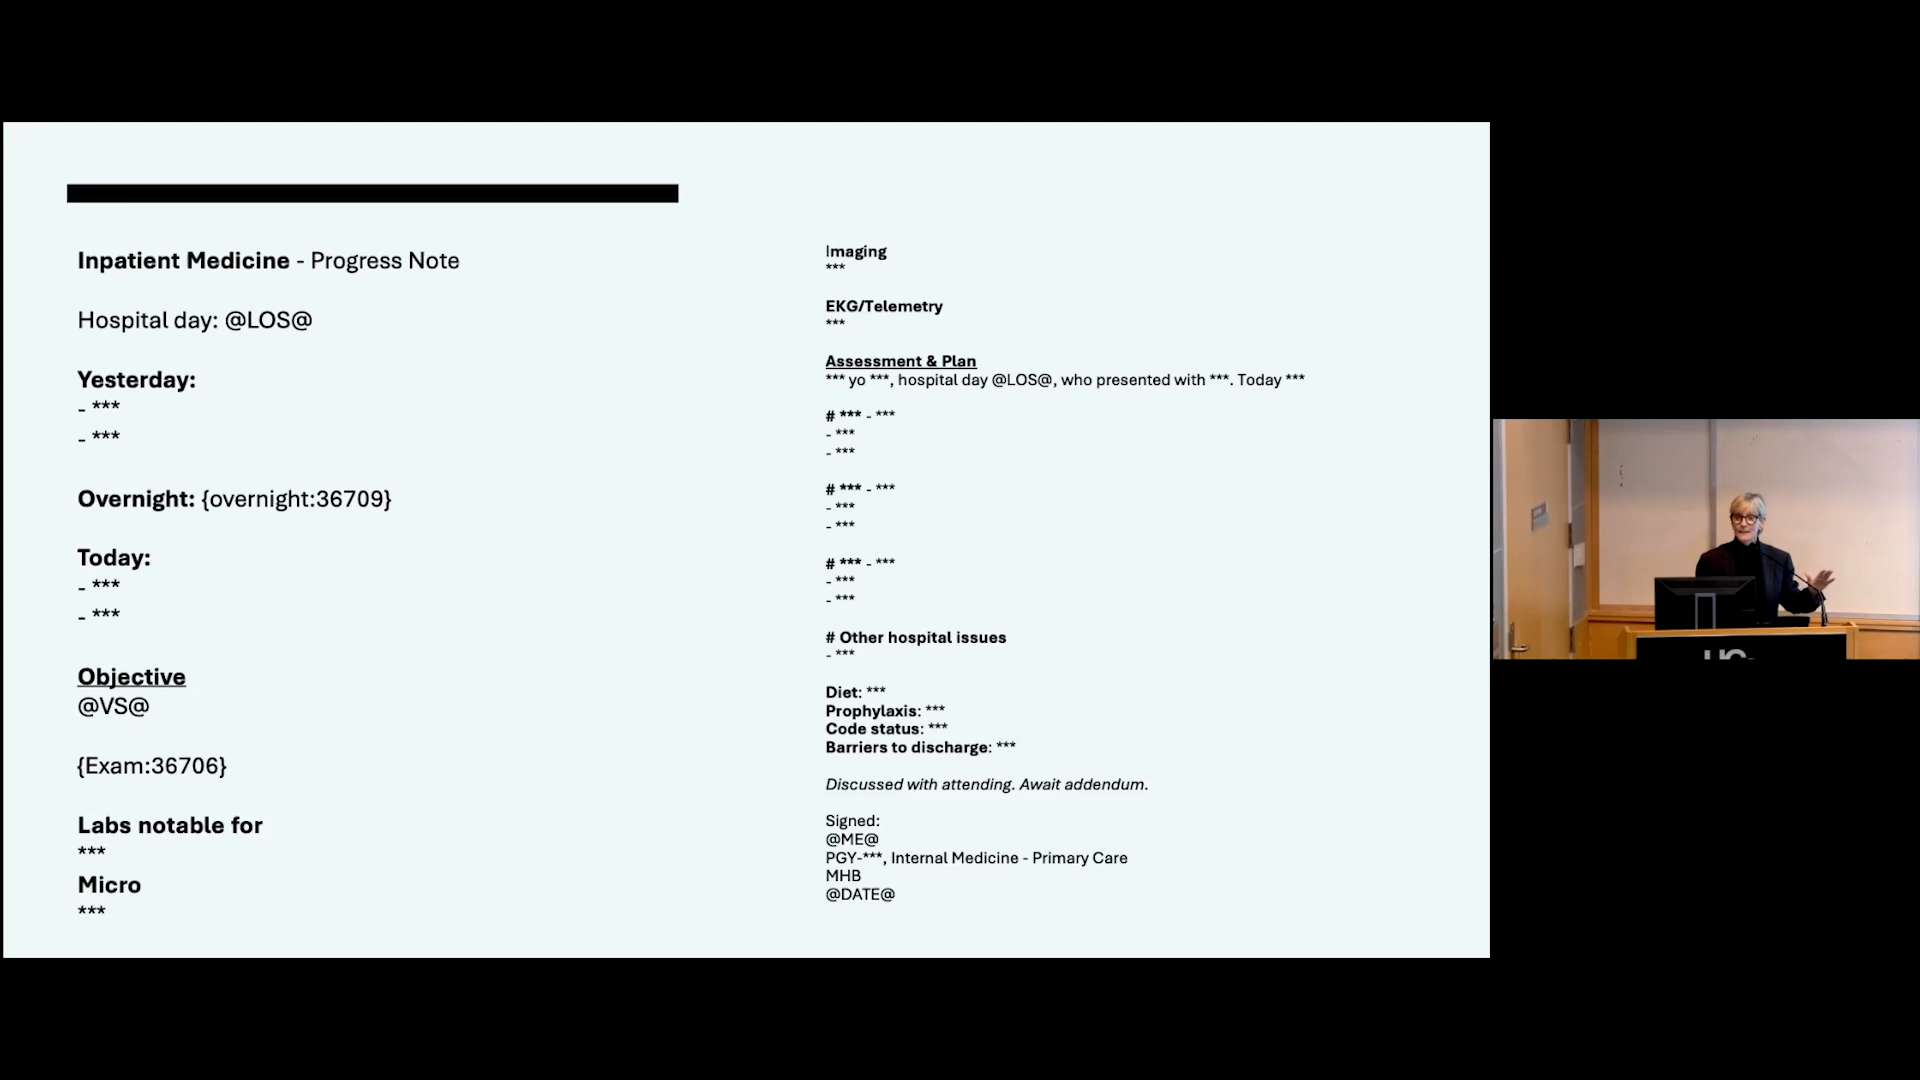 Inpatient Medicine - Progress Note
Hospital day: @LOS@
Yesterday:
- ***
- ***
Overnight: {overnight:36709}
Today:
- ***
- ***
Objective
@VS@
{Exam:36706}
Labs notable for
***
Micro
***
Imaging
***
EKG/Telemetry
***
Assessment & Plan
*** yo ***, hospital day @LOS@, who presented with ***. Today ***
# *** - ***
- ***
- ***
# *** - ***
- ***
- ***
# *** - ***
- ***
- ***
# Other hospital issues
- ***
Diet: ***
Prophylaxis: ***
Code status: ***
Barriers to discharge: ***
Discussed with attending. Await addendum.
Signed:
@ME@
PGY-***, Internal Medicine - Primary Care
MHB
@DATE@